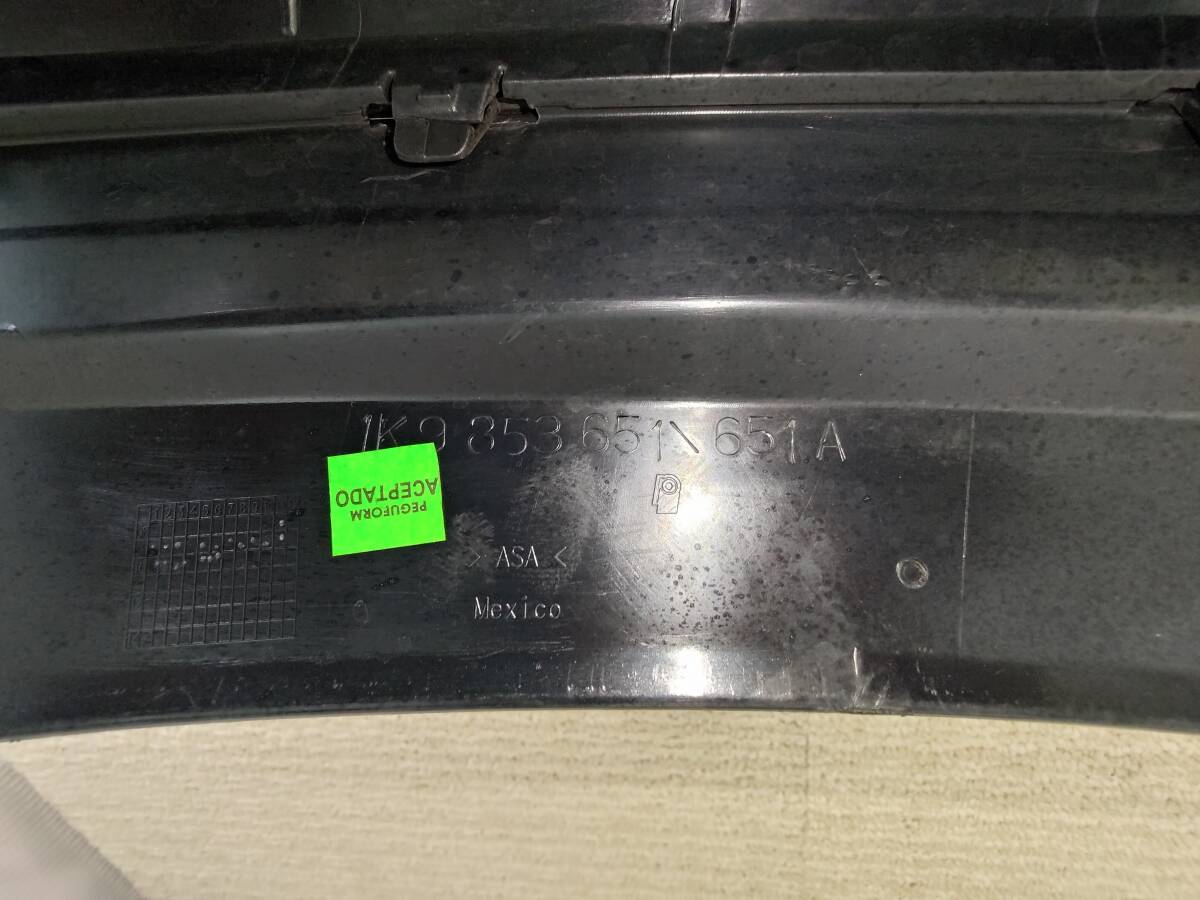 1K9 853 651\651 A
PEGUFORM
ACEPTADO
> ASA <
Mexico